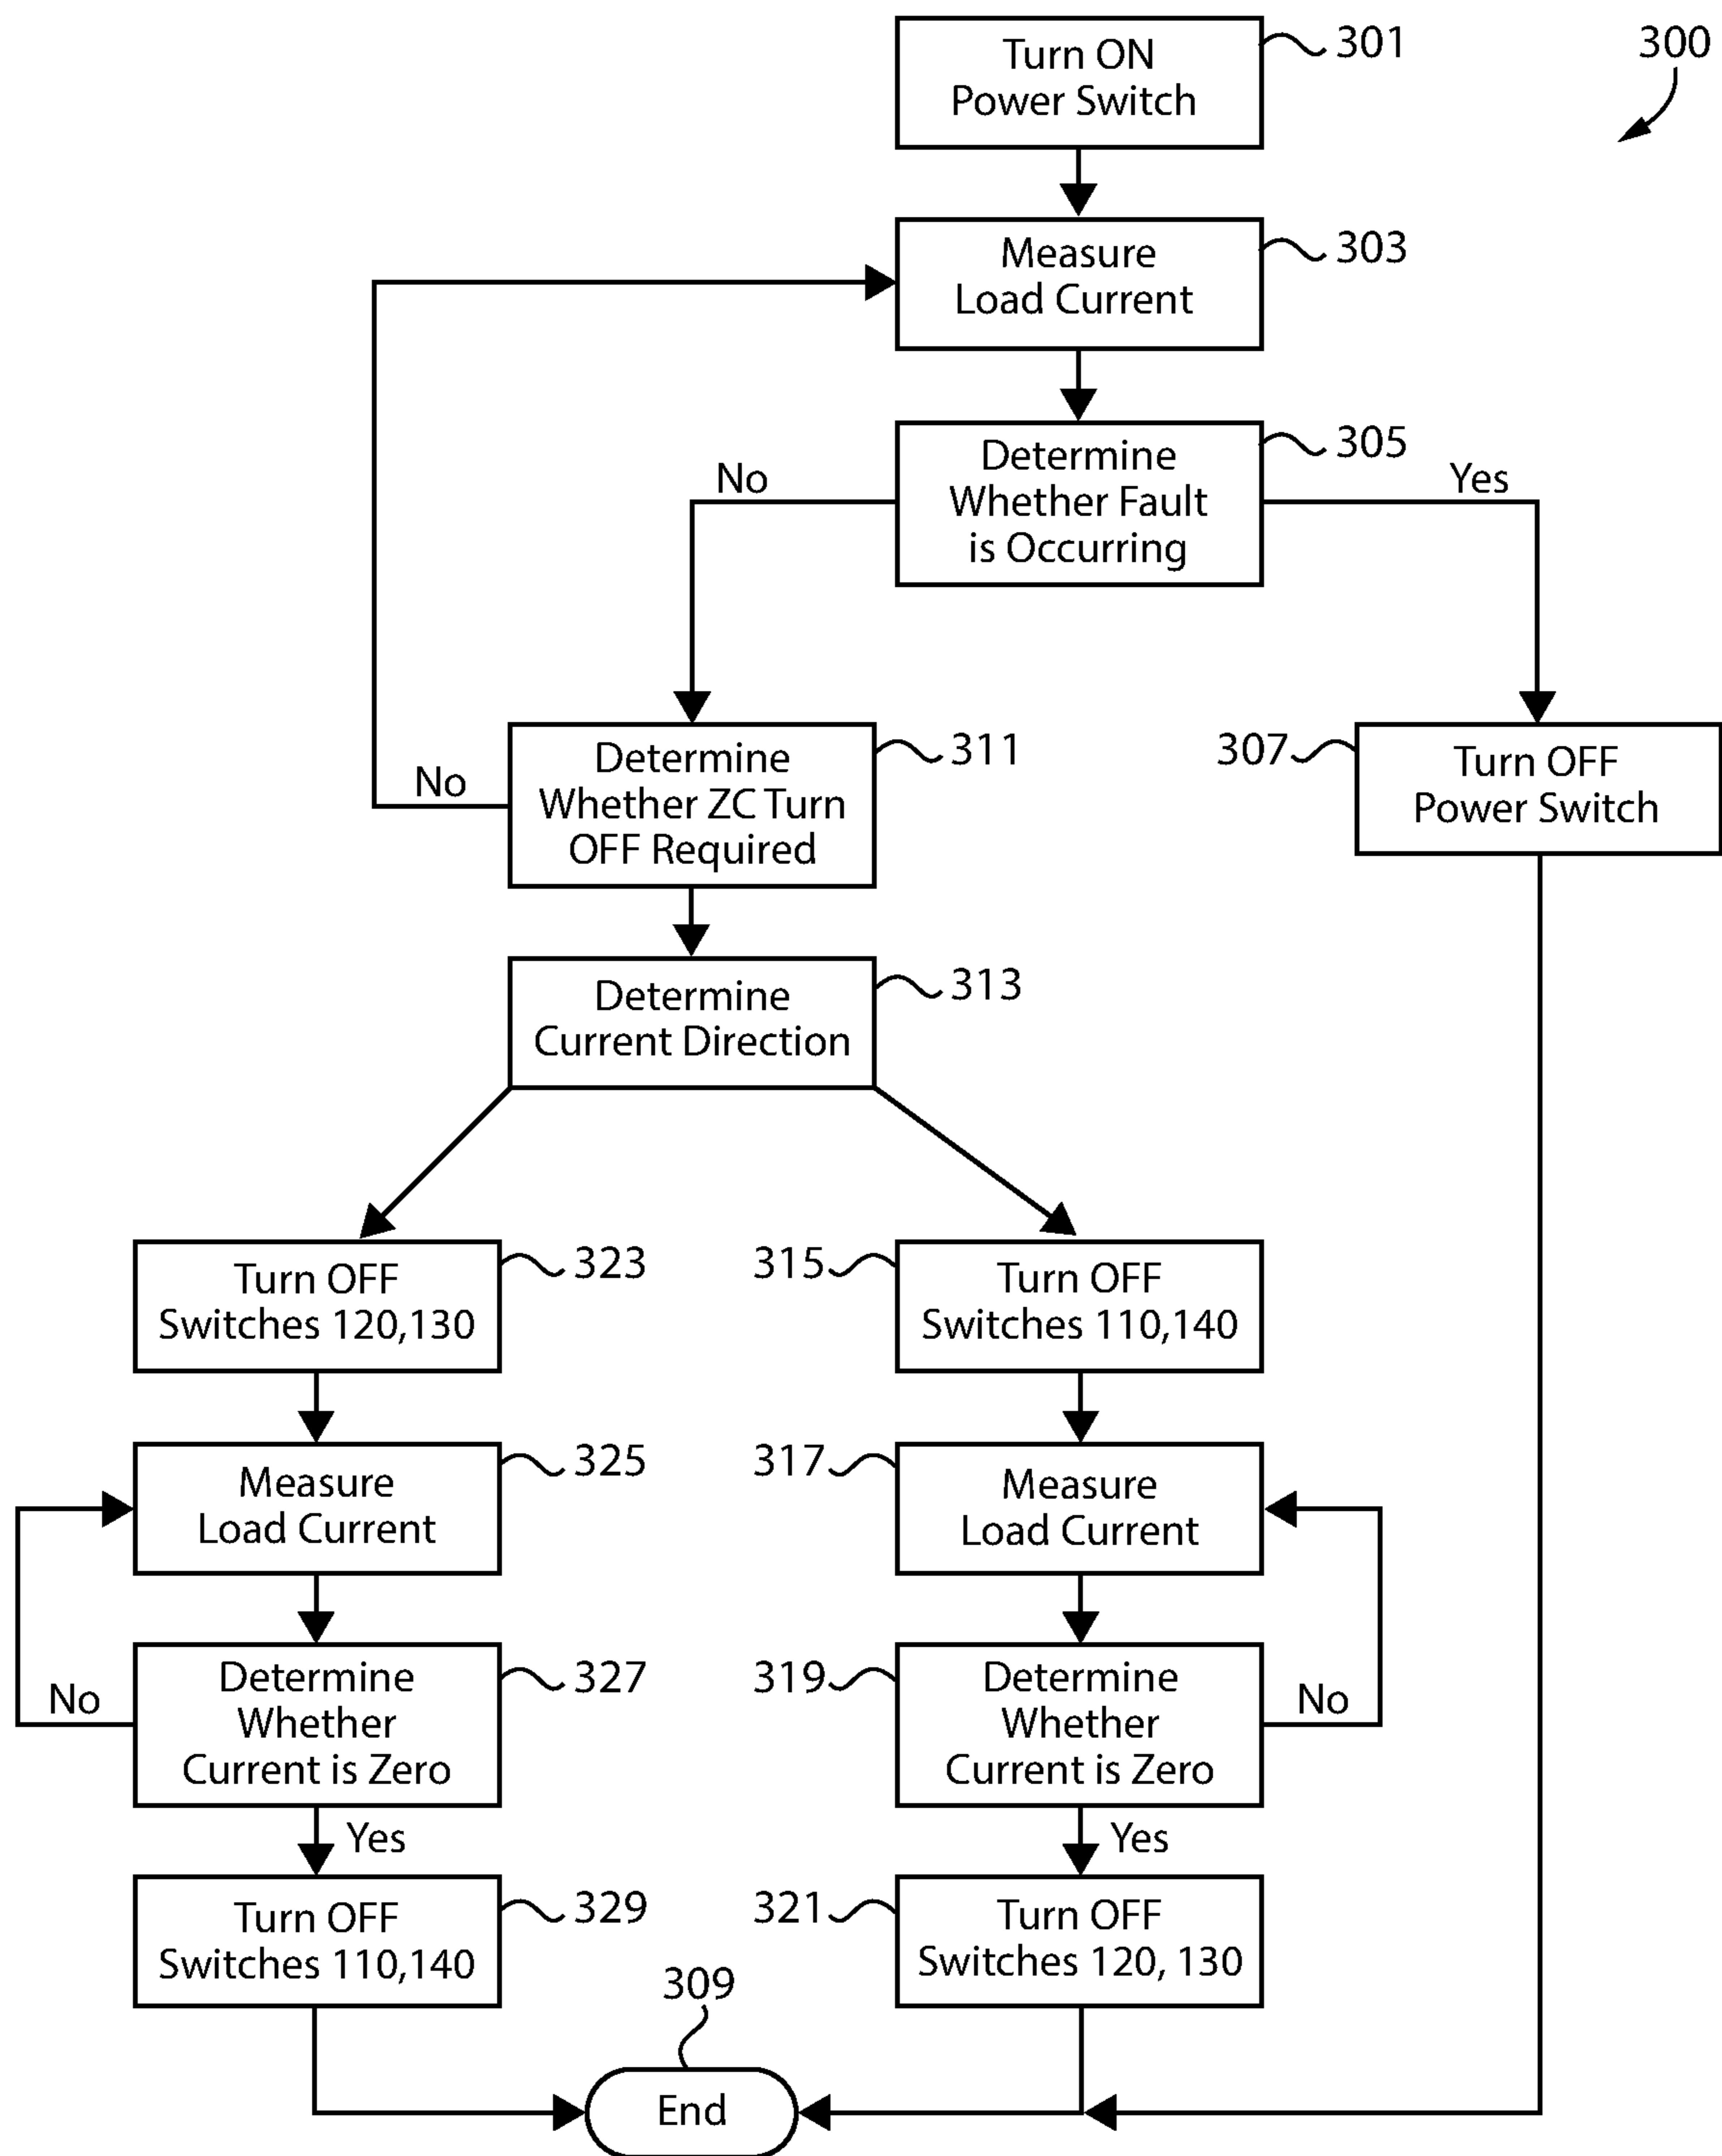 Turn ON
Power Switch
301
300
Measure
Load Current
303
Determine
Whether Fault
is Occurring
305
No
Yes
Determine
Whether ZC Turn
OFF Required
311
No
307
Turn OFF
Power Switch
Determine
Current Direction
313
Turn OFF
Switches 120,130
323
315
Turn OFF
Switches 110,140
Measure
Load Current
325
317
Measure
Load Current
Determine
Whether
Current is Zero
327
No
319
Determine
Whether
Current is Zero
No
Yes
Yes
Turn OFF
Switches 110,140
329
321
Turn OFF
Switches 120, 130
309
End